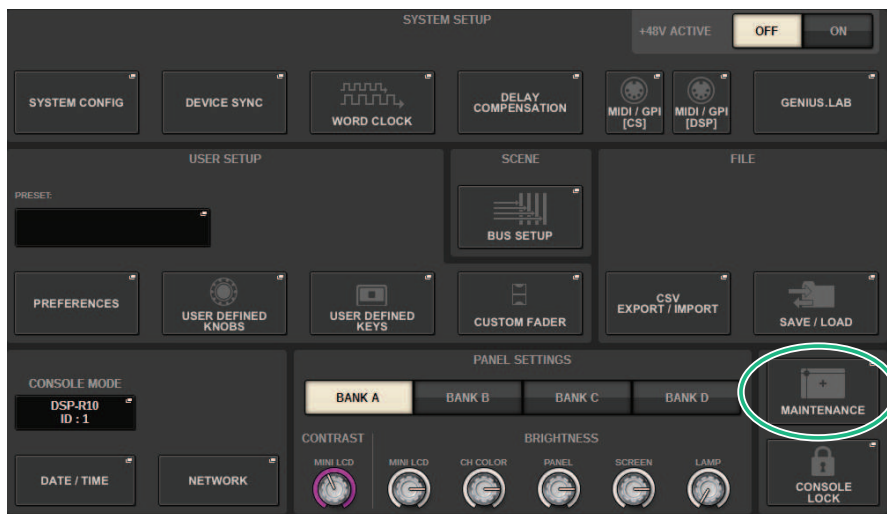 SYSTEM SETUP
+48V ACTIVE
OFF
ON
SYSTEM CONFIG
DEVICE SYNC
WORD CLOCK
DELAY
COMPENSATION
MIDI / GPI
[CS]
MIDI / GPI
[DSP]
GENIUS.LAB
USER SETUP
SCENE
FILE
PRESET:
BUS SETUP
PREFERENCES
USER DEFINED
KNOBS
USER DEFINED
KEYS
CUSTOM FADER
CSV
EXPORT / IMPORT
SAVE / LOAD
PANEL SETTINGS
CONSOLE MODE
DSP-R10
ID : 1
BANK A
BANK B
BANK C
BANK D
MAINTENANCE
CONTRAST
BRIGHTNESS
MINI LCD
MINI LCD
CH COLOR
PANEL
SCREEN
LAMP
DATE / TIME
NETWORK
CONSOLE
LOCK